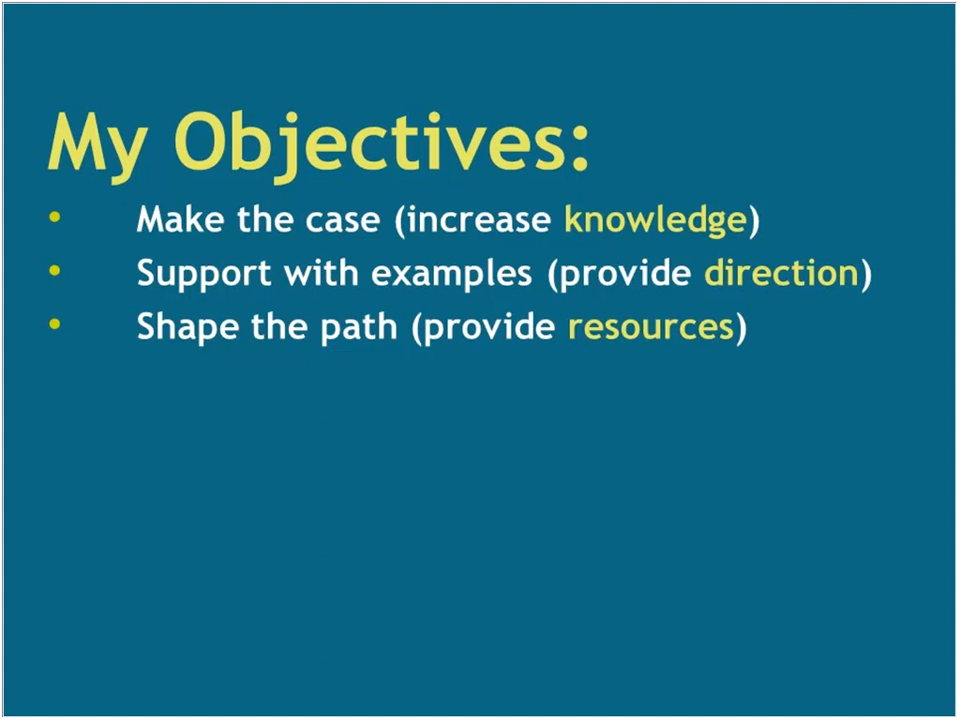 My Objectives:
• Make the case (increase knowledge)
• Support with examples (provide direction)
• Shape the path (provide resources)